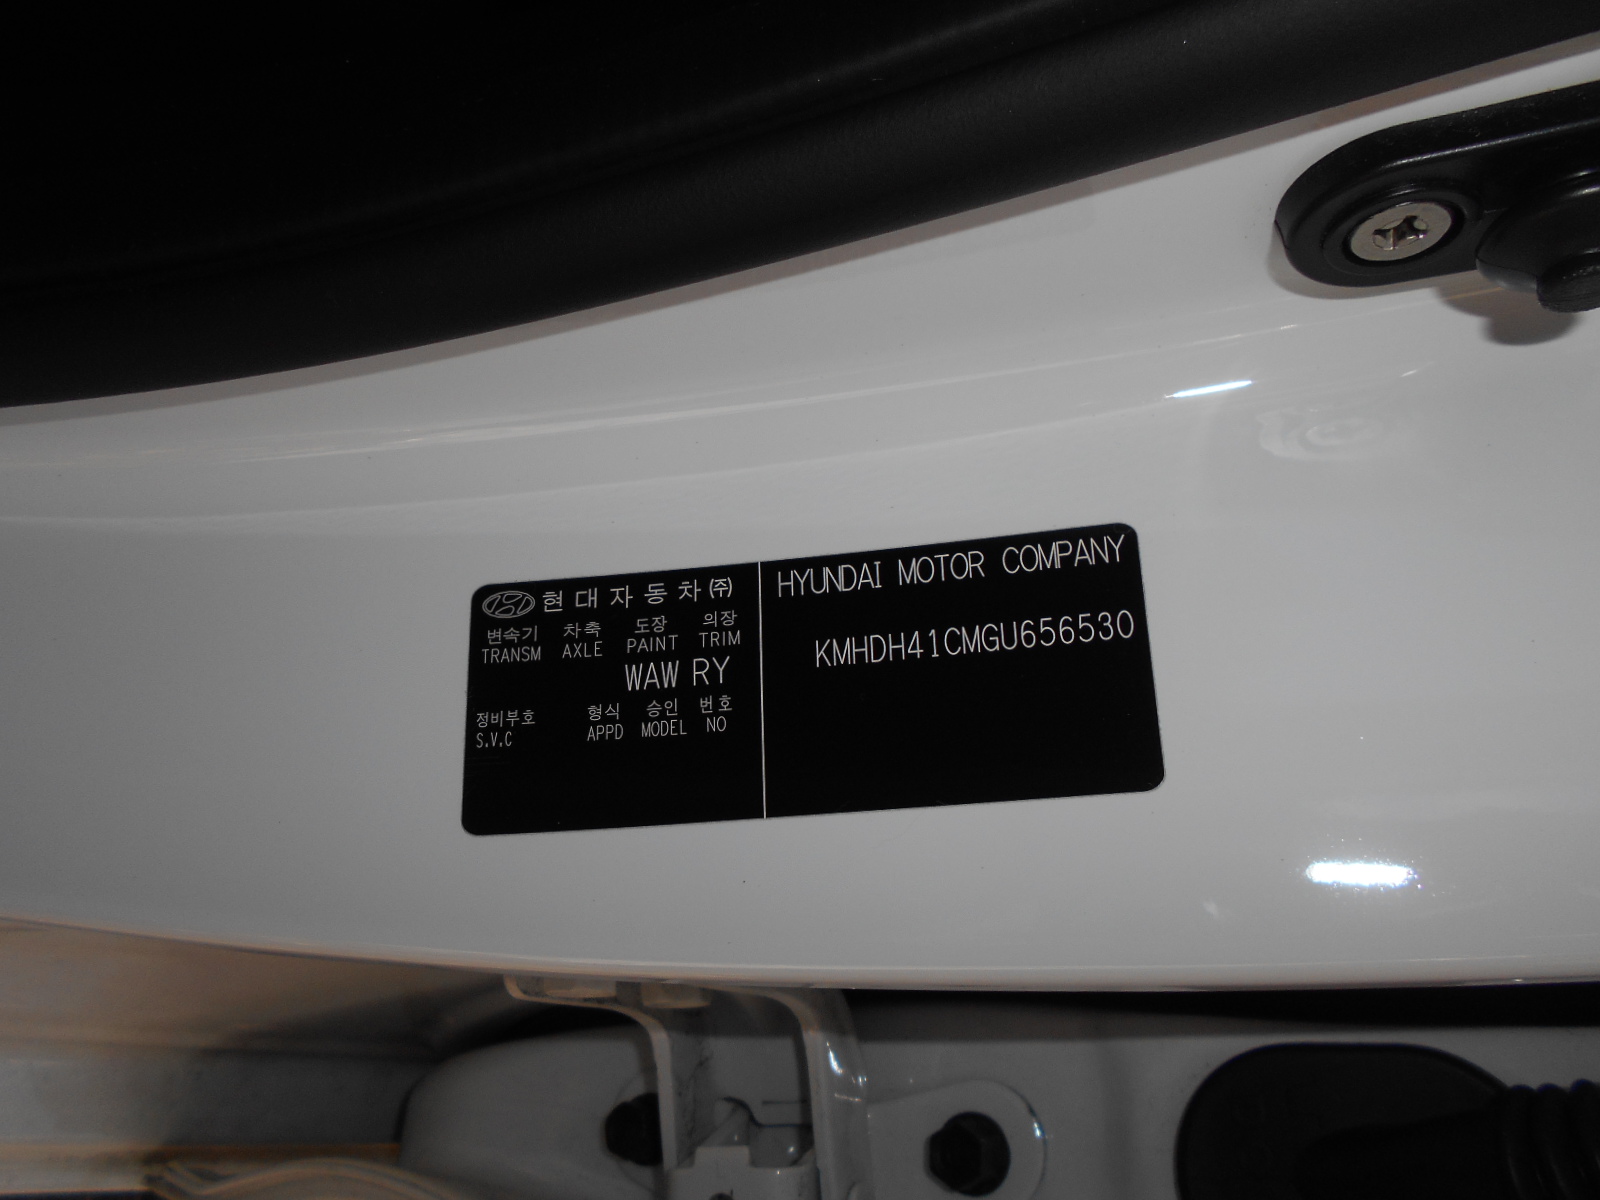 현대자동차㈜
변속기 차축 도장 의장
TRANSM AXLE PAINT TRIM
WAW RY
정비부호 형식 승인 번호
S.V.C APPD MODEL NO
HYUNDAI MOTOR COMPANY
KMHDH41CMGU656530